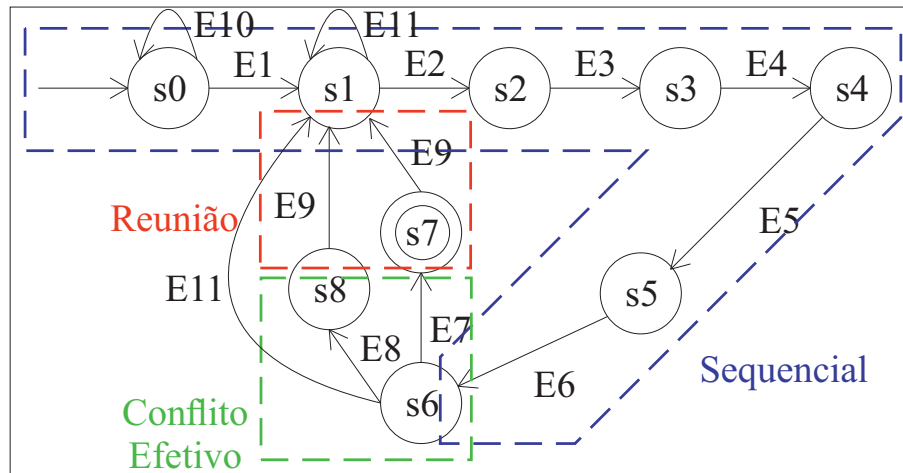 E10
E11
s0
E1
s1
E2
s2
E3
s3
E4
s4
E9
E9
Reunião
s7
E5
E11
s8
s5
E7
E8
E6
Sequencial
s6
Conflito
Efetivo